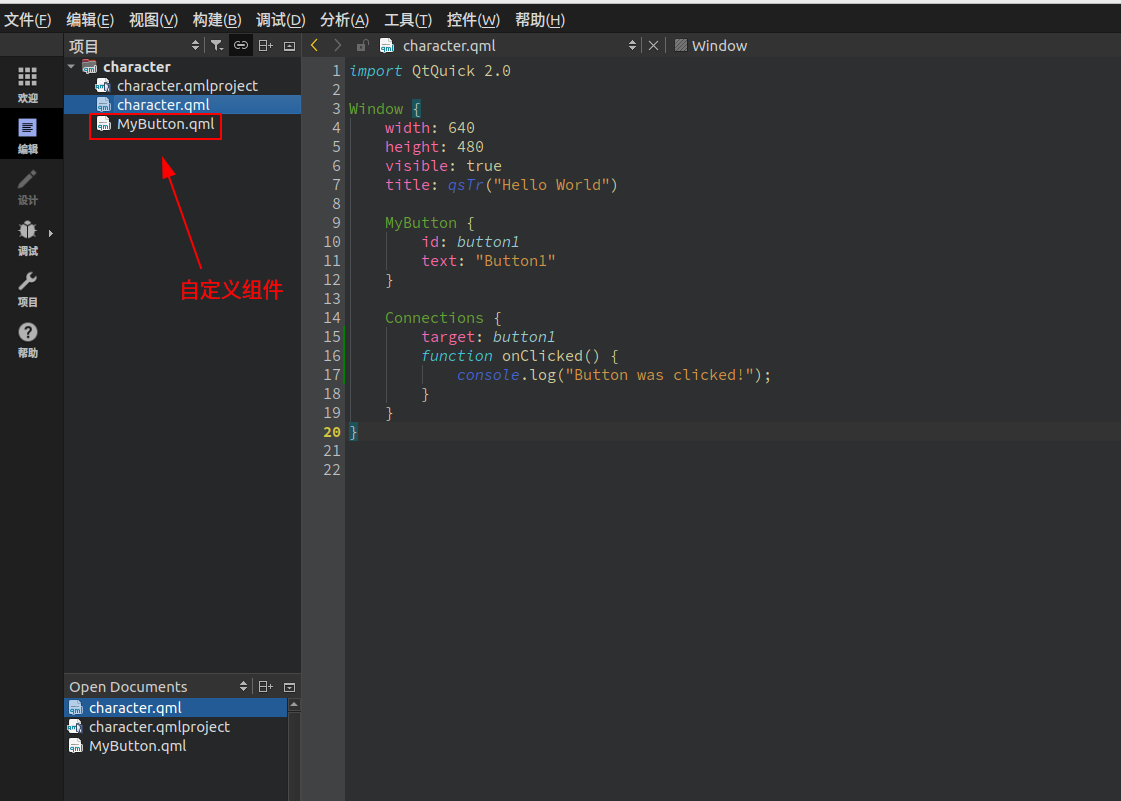 文件(F) 编辑(E) 视图(V) 构建(B) 调试(D) 分析(A) 工具(T) 控件(W) 帮助(H)
项目
character.qml
Window
欢迎
编辑
设计
调试
项目
帮助
character
character.qmlproject
character.qml
MyButton.qml
自定义组件
1 import QtQuick 2.0
2
3 Window {
4 width: 640
5 height: 480
6 visible: true
7 title: qsTr("Hello World")
8
9 MyButton {
10 id: button1
11 text: "Button1"
12 }
13
14 Connections {
15 target: button1
16 function onClicked() {
17 console.log("Button was clicked!");
18 }
19 }
20 }
21
22
Open Documents
character.qml
character.qmlproject
MyButton.qml